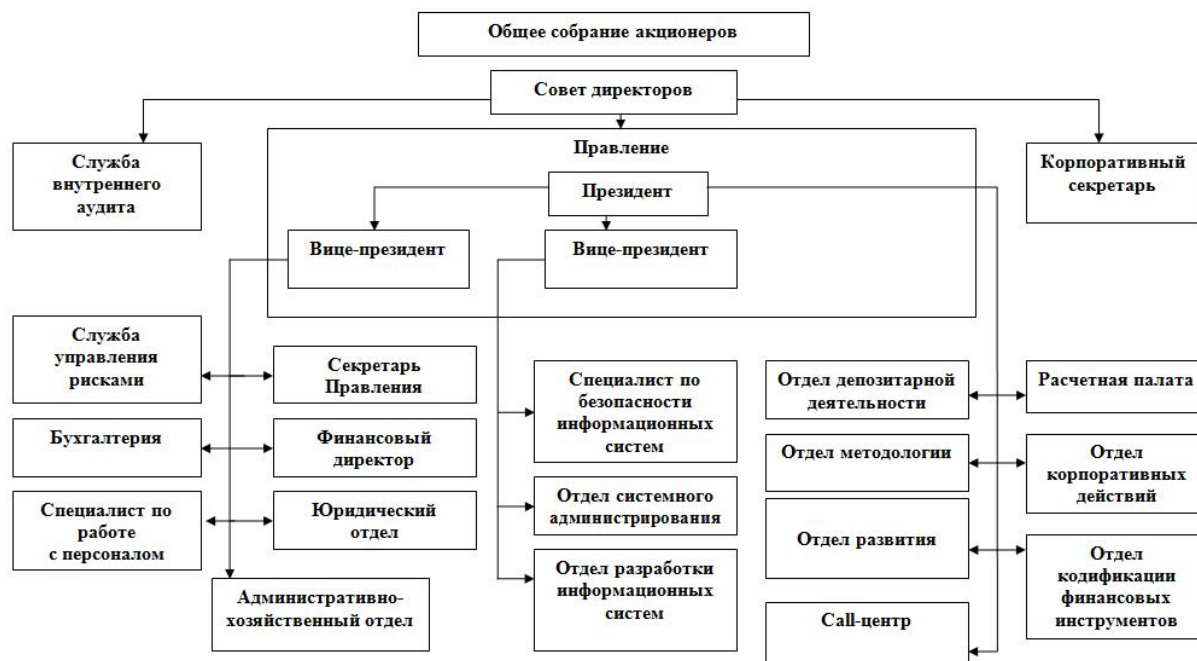 Общее собрание акционеров
Совет директоров
Служба
внутреннего
аудита
Правление
Корпоративный
секретарь
Президент
Вице-президент
Вице-президент
Служба
управления
рисками
Секретарь
Правления
Специалист по
безопасности
информационных
систем
Отдел депозитарной
деятельности
Расчетная палата
Бухгалтерия
Финансовый
директор
Отдел методологии
Отдел
корпоративных
действий
Специалист по
работе
с персоналом
Юридический
отдел
Отдел системного
администрирования
Отдел развития
Отдел
кодификации
финансовых
инструментов
Административно-
хозяйственный отдел
Отдел разработки
информационных
систем
Call-центр